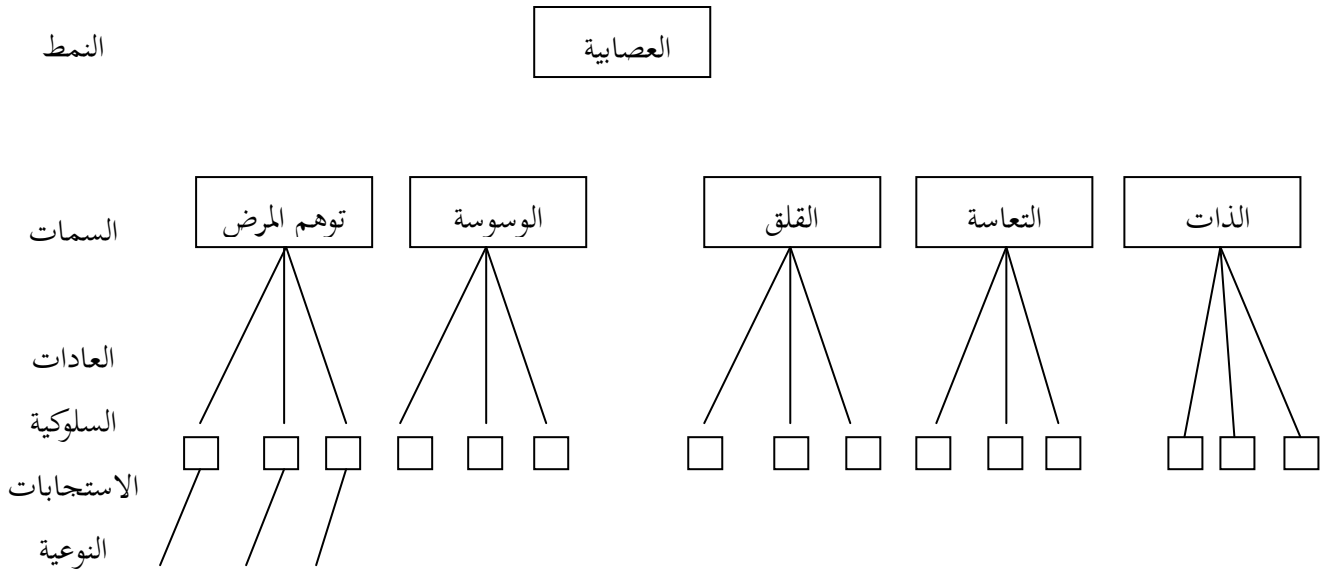 النمط
العصابية
الذات
التعاسة
القلق
الوسوسة
توهم المرض
السمات
العادات
السلوكية
الاستجابات
النوعية